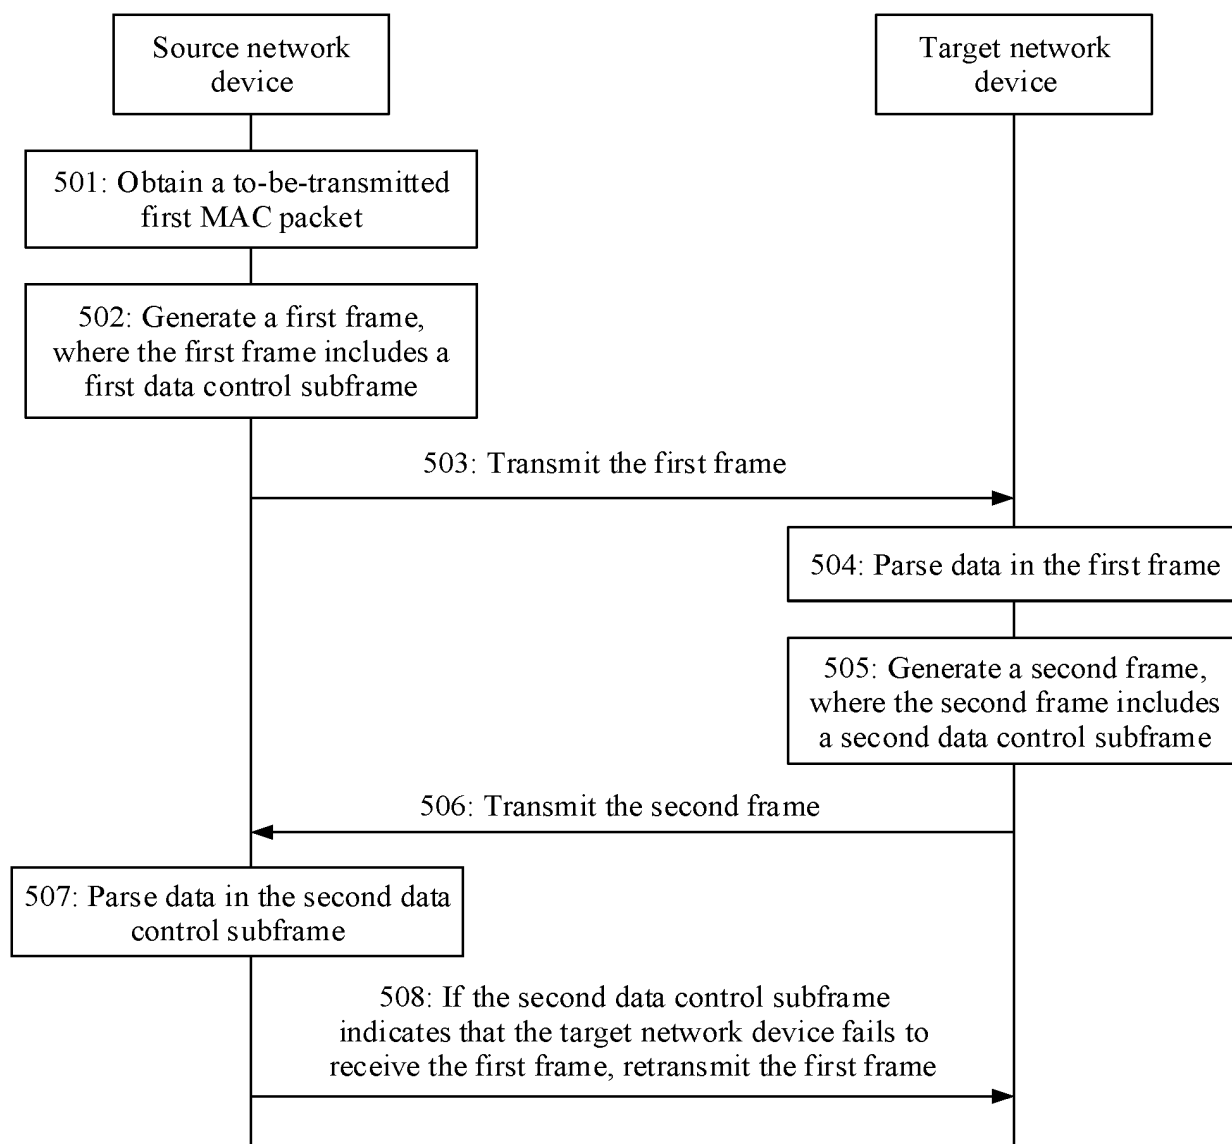 Source network
device
Target network
device
501: Obtain a to-be-transmitted
first MAC packet
502: Generate a first frame,
where the first frame includes a
first data control subframe
503: Transmit the first frame
504: Parse data in the first frame
505: Generate a second frame,
where the second frame includes
a second data control subframe
506: Transmit the second frame
507: Parse data in the second data
control subframe
508: If the second data control subframe
indicates that the target network device fails to
receive the first frame, retransmit the first frame